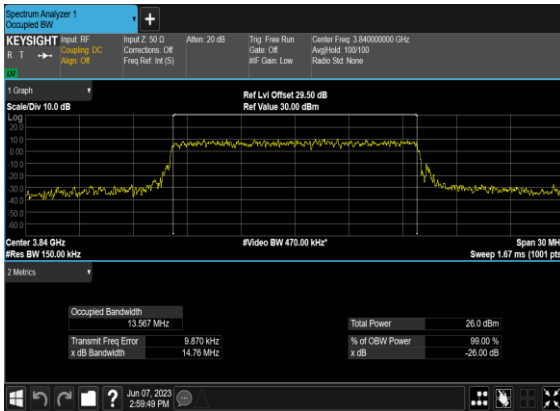 Spectrum Analyzer 1
Occupied BW
+
KEYSIGHT
R T
LXI
Input: RF
Coupling: DC
Align: Off
Input Z: 50 Ω
Corrections: Off
Freq Ref: Int (S)
Atten: 20 dB
Trig: Free Run
Gate: Off
#IF Gain: Low
Center Freq: 3.840000000 GHz
Avg|Hold: 100/100
Radio Std: None
1 Graph
Scale/Div 10.0 dB
Ref Lvl Offset 29.50 dB
Ref Value 30.00 dBm
Log
20.0
10.0
0.00
-10.0
-20.0
-30.0
-40.0
-50.0
-60.0
Center 3.84 GHz
#Res BW 150.00 kHz
#Video BW 470.00 kHz*
Span 30 MH
Sweep 1.67 ms (1001 pts
2 Metrics
Occupied Bandwidth
13.567 MHz
Transmit Freq Error 9.870 kHz
x dB Bandwidth 14.76 MHz
Total Power 26.0 dBm
% of OBW Power 99.00 %
x dB -26.00 dB
?
Jun 07, 2023
2:59:49 PM